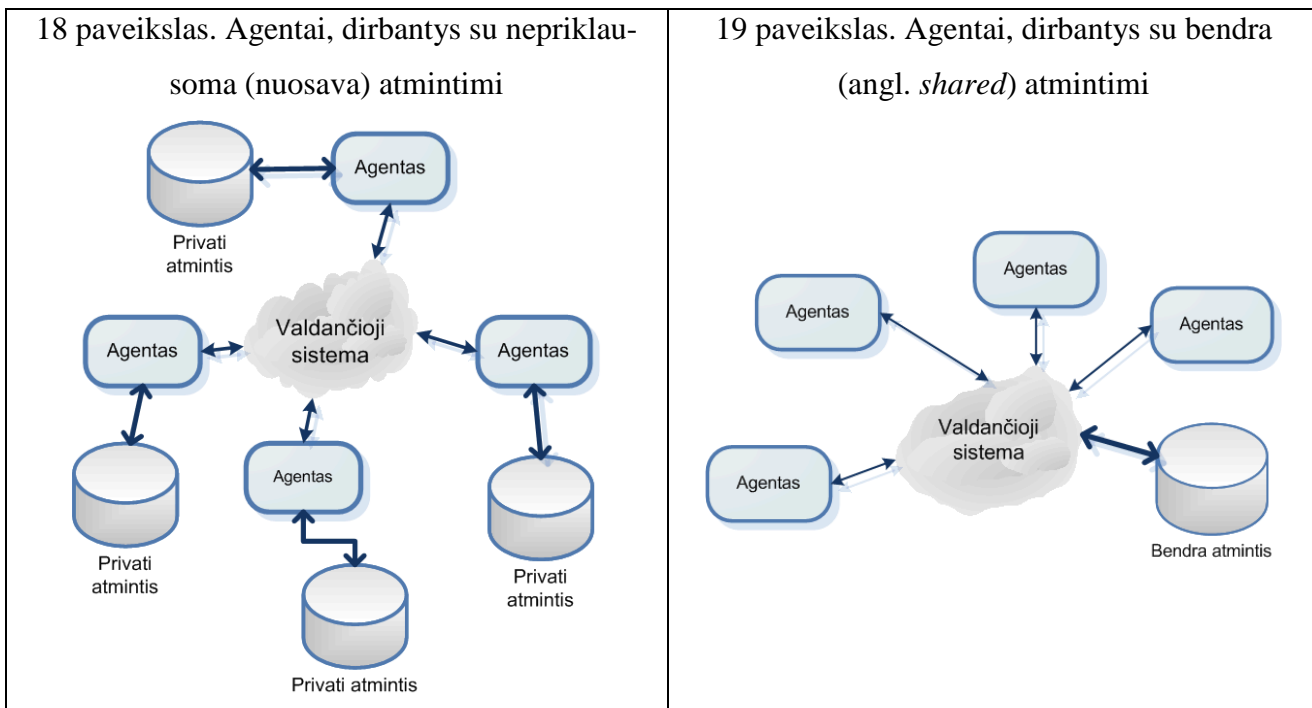 18 paveikslas. Agentai, dirbantys su nepriklau-
soma (nuosava) atmintimi
Agentas
Privati
atmintis
Valdančioji
sistema
Agentas
Agentas
Agentas
Privati
atmintis
Privati
atmintis
Privati atmintis
19 paveikslas. Agentai, dirbantys su bendra
(angl. shared) atmintimi
Agentas
Agentas
Agentas
Valdančioji
sistema
Agentas
Bendra atmintis